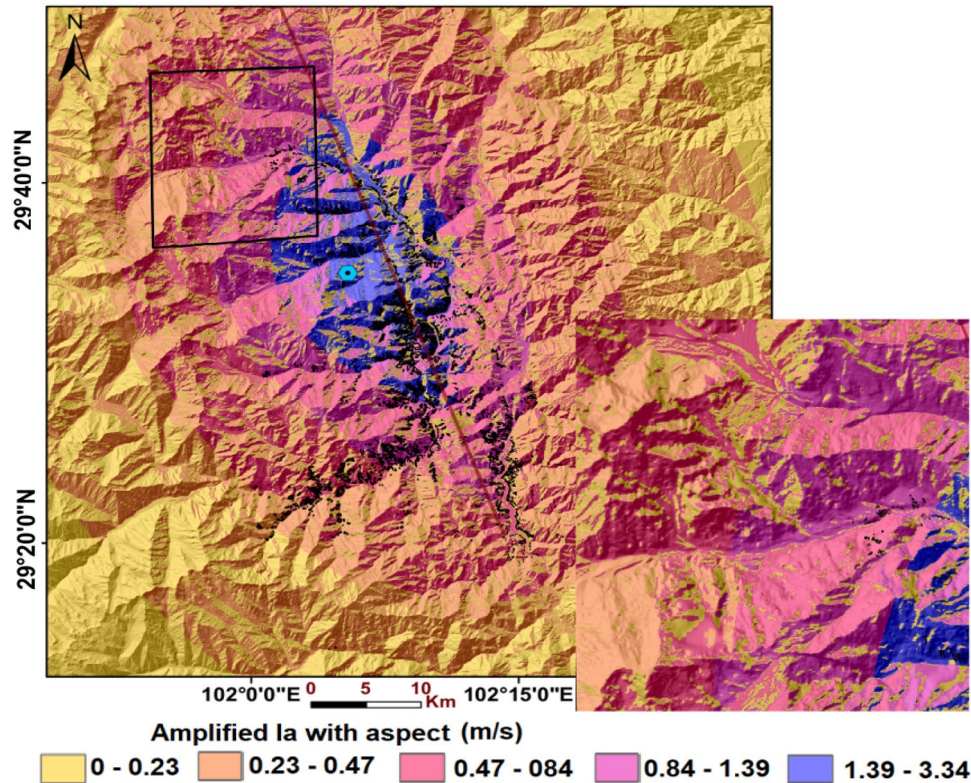 N
29°40'0"N
29°20'0"N
102°0'0"E
0 5 10
Km
102°15'0"E
Amplified Ia with aspect (m/s)
0 - 0.23
0.23 - 0.47
0.47 - 084
0.84 - 1.39
1.39 - 3.34